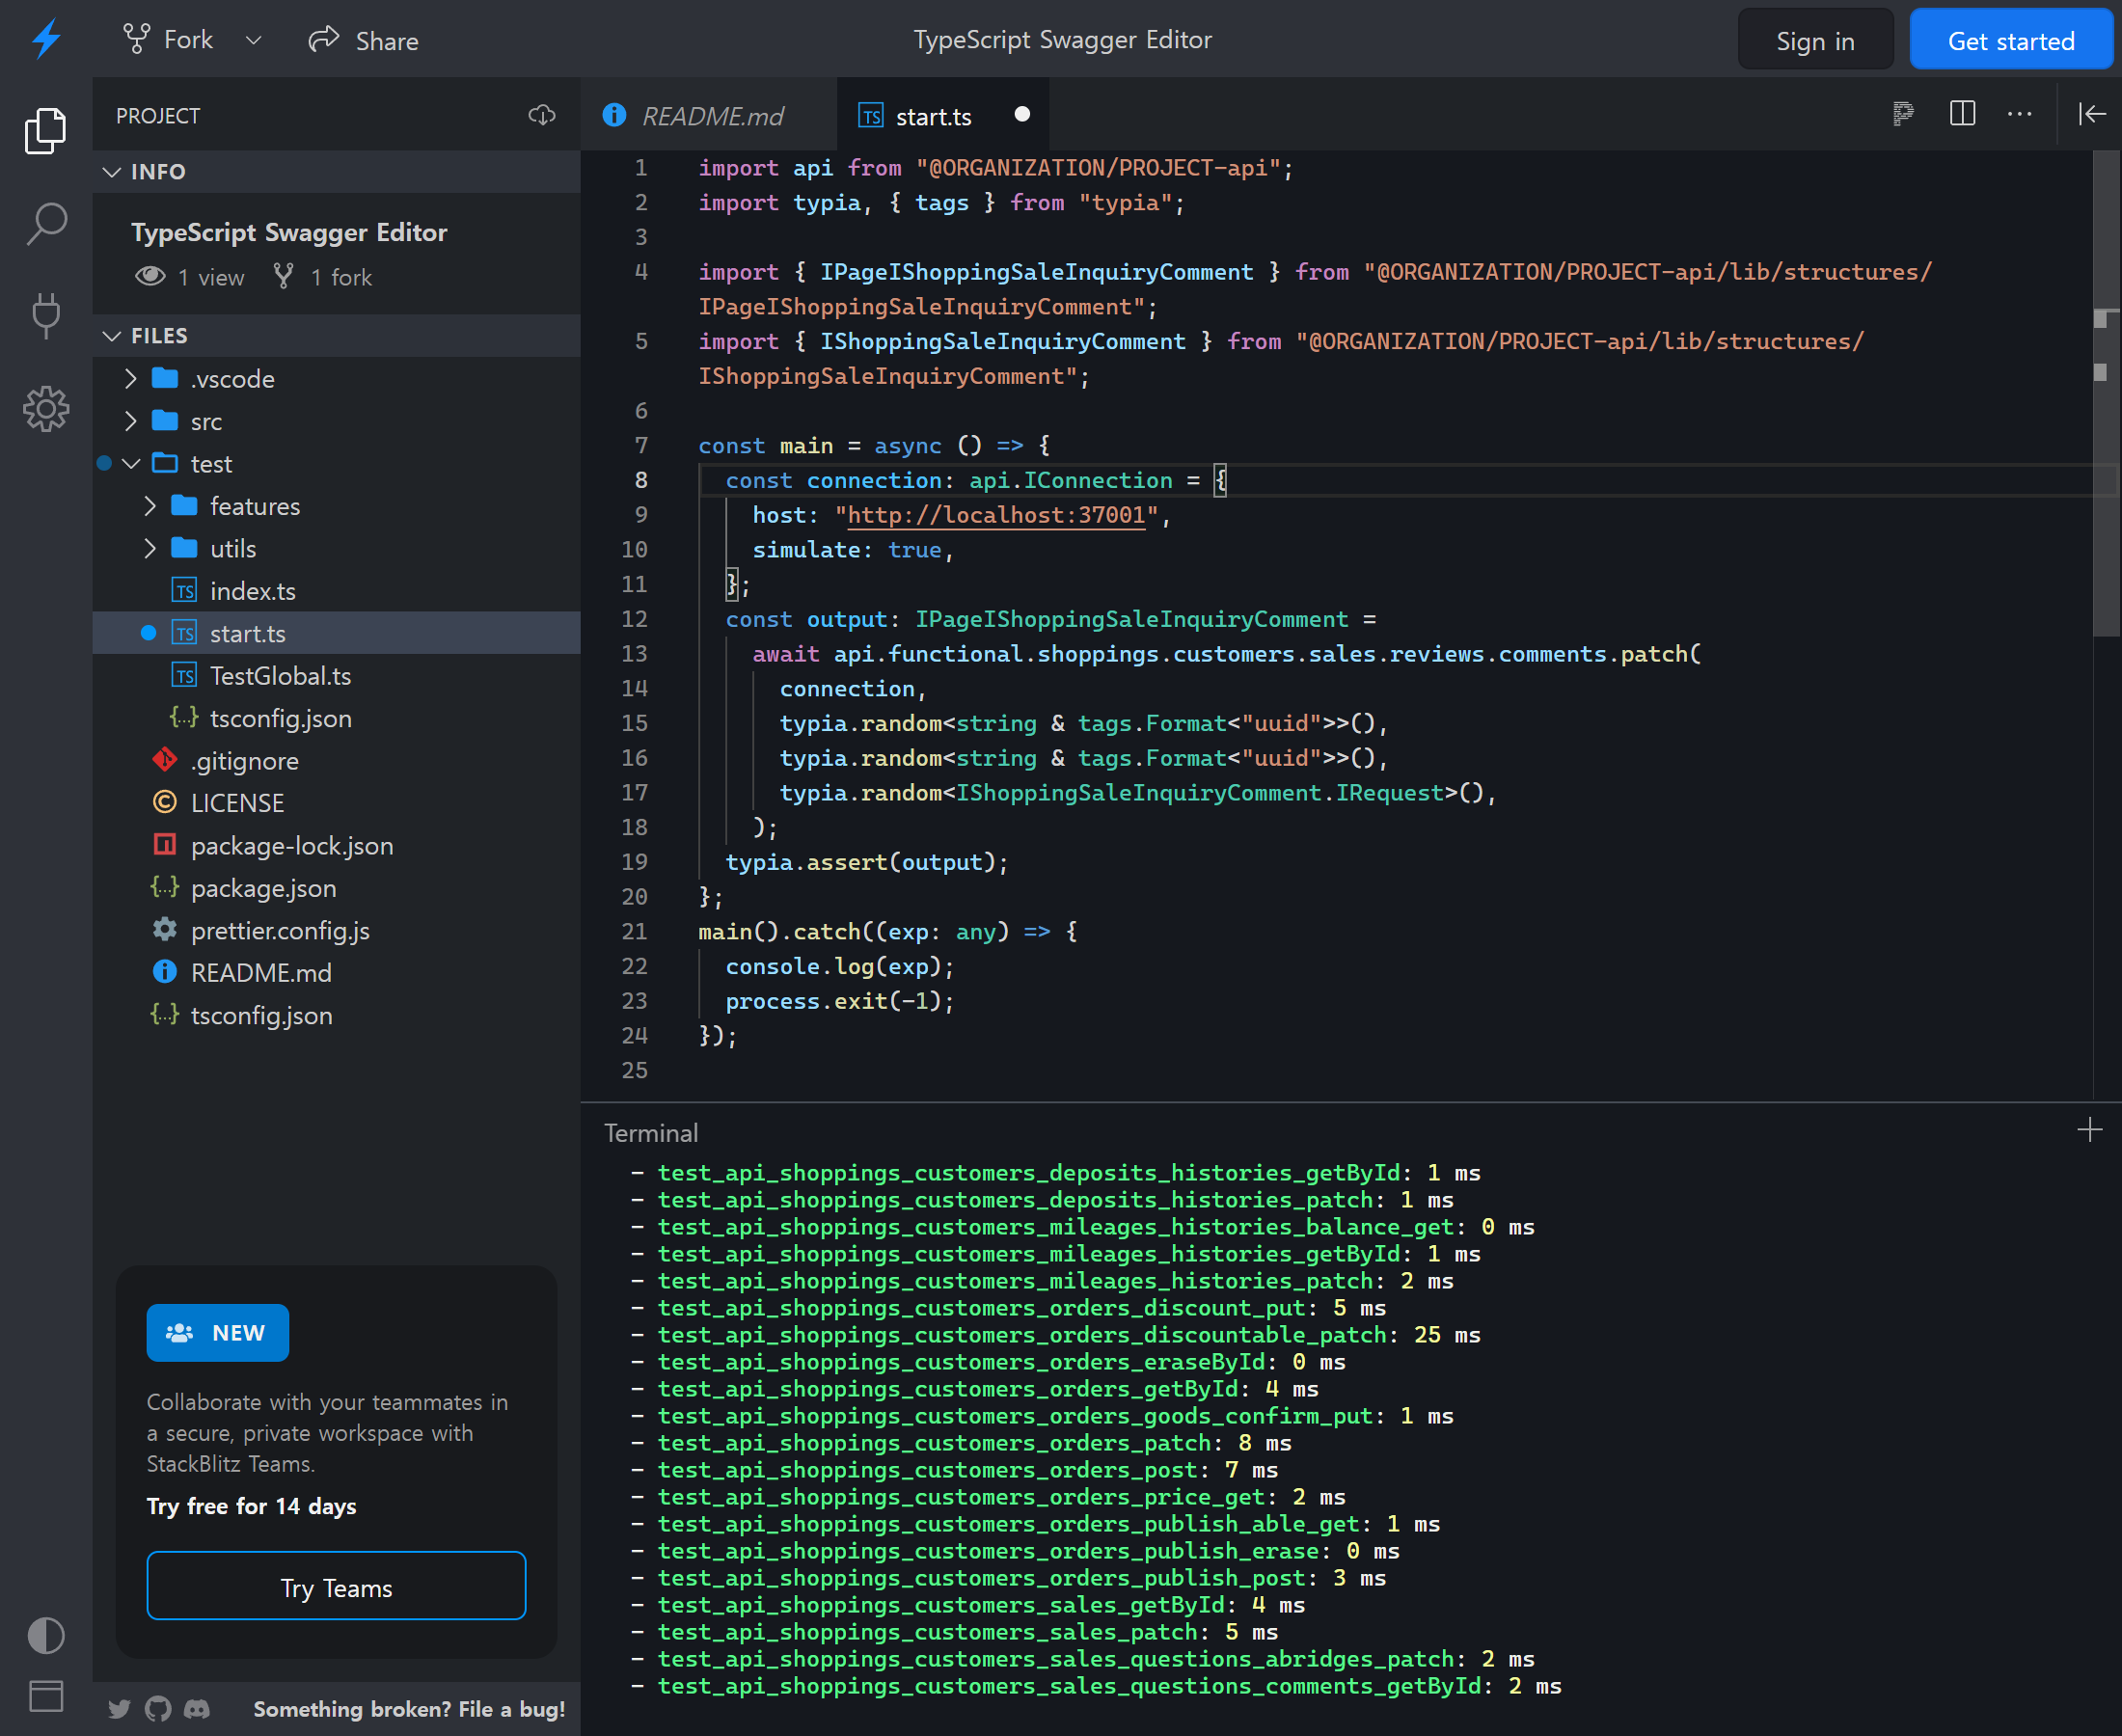 Fork
Share
TypeScript Swagger Editor
Sign in
Get started
PROJECT
INFO
TypeScript Swagger Editor
1 view 1 fork
FILES
.vscode
src
test
features
utils
TS index.ts
TS start.ts
TS TestGlobal.ts
{..} tsconfig.json
.gitignore
LICENSE
package-lock.json
{..} package.json
prettier.config.js
README.md
{..} tsconfig.json
NEW
Collaborate with your teammates in
a secure, private workspace with
StackBlitz Teams.
Try free for 14 days
Try Teams
Something broken? File a bug!
README.md
TS start.ts
1 import api from "@ORGANIZATION/PROJECT-api";
2 import typia, { tags } from "typia";
3
4 import { IPageIShoppingSaleInquiryComment } from "@ORGANIZATION/PROJECT-api/lib/structures/
IPageIShoppingSaleInquiryComment";
5 import { IShoppingSaleInquiryComment } from "@ORGANIZATION/PROJECT-api/lib/structures/
IShoppingSaleInquiryComment";
6
7 const main = async () => {
8 const connection: api.IConnection = {
9 host: "http://localhost:37001",
10 simulate: true,
11 };
12 const output: IPageIShoppingSaleInquiryComment =
13 await api.functional.shoppings.customers.sales.reviews.comments.patch(
14 connection,
15 typia.random<string & tags.Format<"uuid">>(),
16 typia.random<string & tags.Format<"uuid">>(),
17 typia.random<IShoppingSaleInquiryComment.IRequest>(),
18 );
19 typia.assert(output);
20 };
21 main().catch((exp: any) => {
22 console.log(exp);
23 process.exit(-1);
24 });
25
Terminal
- test_api_shoppings_customers_deposits_histories_getById: 1 ms
- test_api_shoppings_customers_deposits_histories_patch: 1 ms
- test_api_shoppings_customers_mileages_histories_balance_get: 0 ms
- test_api_shoppings_customers_mileages_histories_getById: 1 ms
- test_api_shoppings_customers_mileages_histories_patch: 2 ms
- test_api_shoppings_customers_orders_discount_put: 5 ms
- test_api_shoppings_customers_orders_discountable_patch: 25 ms
- test_api_shoppings_customers_orders_eraseById: 0 ms
- test_api_shoppings_customers_orders_getById: 4 ms
- test_api_shoppings_customers_orders_goods_confirm_put: 1 ms
- test_api_shoppings_customers_orders_patch: 8 ms
- test_api_shoppings_customers_orders_post: 7 ms
- test_api_shoppings_customers_orders_price_get: 2 ms
- test_api_shoppings_customers_orders_publish_able_get: 1 ms
- test_api_shoppings_customers_orders_publish_erase: 0 ms
- test_api_shoppings_customers_orders_publish_post: 3 ms
- test_api_shoppings_customers_sales_getById: 4 ms
- test_api_shoppings_customers_sales_patch: 5 ms
- test_api_shoppings_customers_sales_questions_abridges_patch: 2 ms
- test_api_shoppings_customers_sales_questions_comments_getById: 2 ms